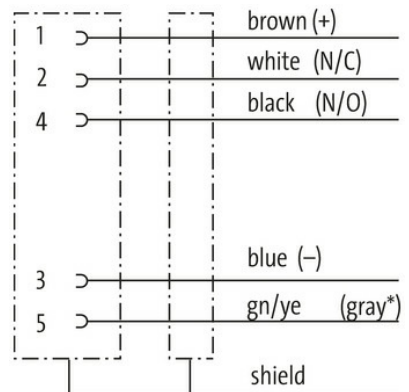 1 brown (+)
2 white (N/C)
4 black (N/O)
3 blue (–)
5 gn/ye (gray*)
shield